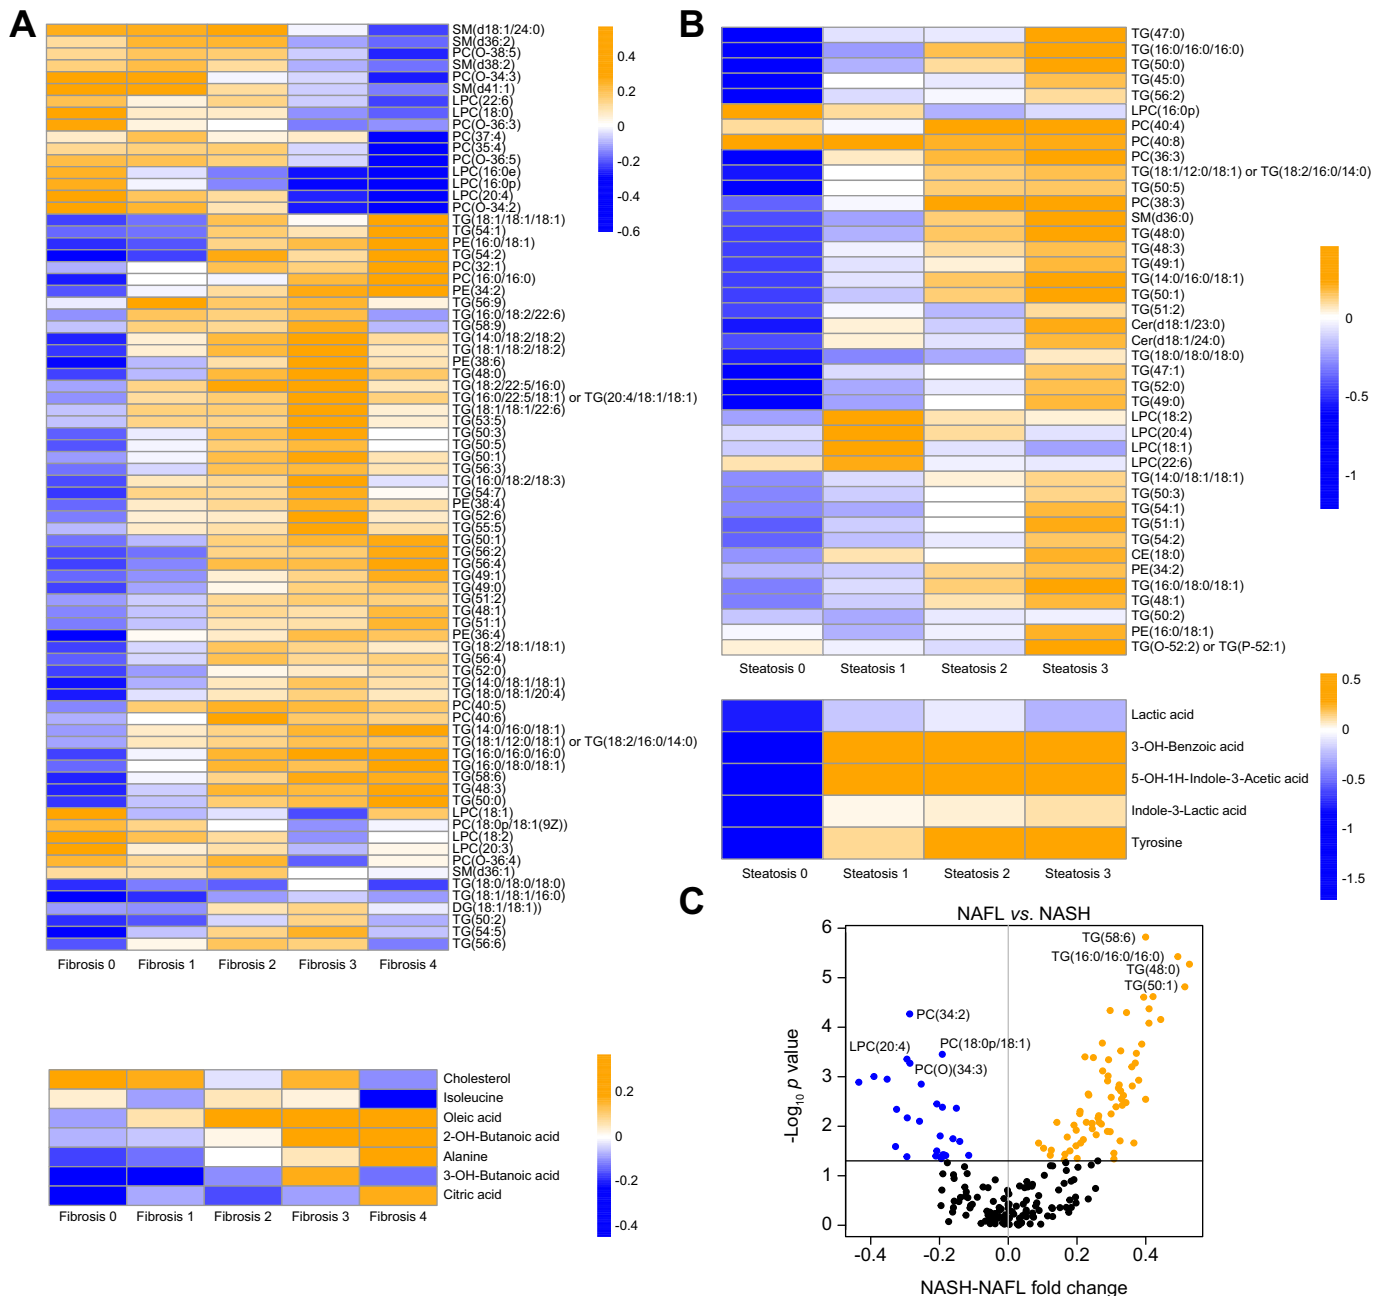 A
SM(d18:1/24:0)
SM(d36:2)
PC(O-38:5)
SM(d38:2)
PC(O-34:3)
SM(d41:1)
LPC(22:6)
LPC(18:0)
PC(O-36:3)
PC(37:4)
PC(35:4)
PC(O-36:5)
LPC(16:0e)
LPC(16:0p)
LPC(20:4)
PC(O-34:2)
TG(18:1/18:1/18:1)
TG(54:1)
PE(16:0/18:1)
TG(54:2)
PC(32:1)
PC(16:0/16:0)
PE(34:2)
TG(56:9)
TG(16:0/18:2/22:6)
TG(58:9)
TG(14:0/18:2/18:2)
TG(18:1/18:2/18:2)
PE(38:6)
TG(48:0)
TG(18:2/22:5/16:0)
TG(16:0/22:5/18:1) or TG(20:4/18:1/18:1)
TG(18:1/18:1/22:6)
TG(53:5)
TG(50:3)
TG(50:5)
TG(50:1)
TG(56:3)
TG(16:0/18:2/18:3)
TG(54:7)
PE(38:4)
TG(52:6)
TG(55:5)
TG(50:1)
TG(56:2)
TG(56:4)
TG(49:1)
TG(49:0)
TG(51:2)
TG(48:1)
TG(51:1)
PE(36:4)
TG(18:2/18:1/18:1)
TG(56:4)
TG(52:0)
TG(14:0/18:1/18:1)
TG(18:0/18:1/20:4)
PC(40:5)
PC(40:6)
TG(14:0/16:0/18:1)
TG(18:1/12:0/18:1) or TG(18:2/16:0/14:0)
TG(16:0/16:0/16:0)
TG(16:0/18:0/18:1)
TG(58:6)
TG(48:3)
TG(50:0)
LPC(18:1)
PC(18:0p/18:1(9Z))
LPC(18:2)
LPC(20:3)
PC(O-36:4)
SM(d36:1)
TG(18:0/18:0/18:0)
TG(18:1/18:1/16:0)
DG(18:1/18:1))
TG(50:2)
TG(54:5)
TG(56:6)
Fibrosis 0 Fibrosis 1 Fibrosis 2 Fibrosis 3 Fibrosis 4
0.4
0.2
0
-0.2
-0.4
-0.6
Cholesterol
Isoleucine
Oleic acid
2-OH-Butanoic acid
Alanine
3-OH-Butanoic acid
Citric acid
Fibrosis 0 Fibrosis 1 Fibrosis 2 Fibrosis 3 Fibrosis 4
0.2
0
-0.2
-0.4
B
TG(47:0)
TG(16:0/16:0/16:0)
TG(50:0)
TG(45:0)
TG(56:2)
LPC(16:0p)
PC(40:4)
PC(40:8)
PC(36:3)
TG(18:1/12:0/18:1) or TG(18:2/16:0/14:0)
TG(50:5)
PC(38:3)
SM(d36:0)
TG(48:0)
TG(48:3)
TG(49:1)
TG(14:0/16:0/18:1)
TG(50:1)
TG(51:2)
Cer(d18:1/23:0)
Cer(d18:1/24:0)
TG(18:0/18:0/18:0)
TG(47:1)
TG(52:0)
TG(49:0)
LPC(18:2)
LPC(20:4)
LPC(18:1)
LPC(22:6)
TG(14:0/18:1/18:1)
TG(50:3)
TG(54:1)
TG(51:1)
TG(54:2)
CE(18:0)
PE(34:2)
TG(16:0/18:0/18:1)
TG(48:1)
TG(50:2)
PE(16:0/18:1)
TG(O-52:2) or TG(P-52:1)
Steatosis 0 Steatosis 1 Steatosis 2 Steatosis 3
0
-0.5
-1
Lactic acid
3-OH-Benzoic acid
5-OH-1H-Indole-3-Acetic acid
Indole-3-Lactic acid
Tyrosine
Steatosis 0 Steatosis 1 Steatosis 2 Steatosis 3
0.5
0
-0.5
-1
-1.5
C
NAFL vs. NASH
TG(58:6)
TG(16:0/16:0/16:0)
TG(48:0)
TG(50:1)
PC(34:2)
LPC(20:4)
PC(18:0p/18:1)
PC(O)(34:3)
6
5
4
3
2
1
0
-Log10 p value
-0.4 -0.2 0.0 0.2 0.4
NASH-NAFL fold change